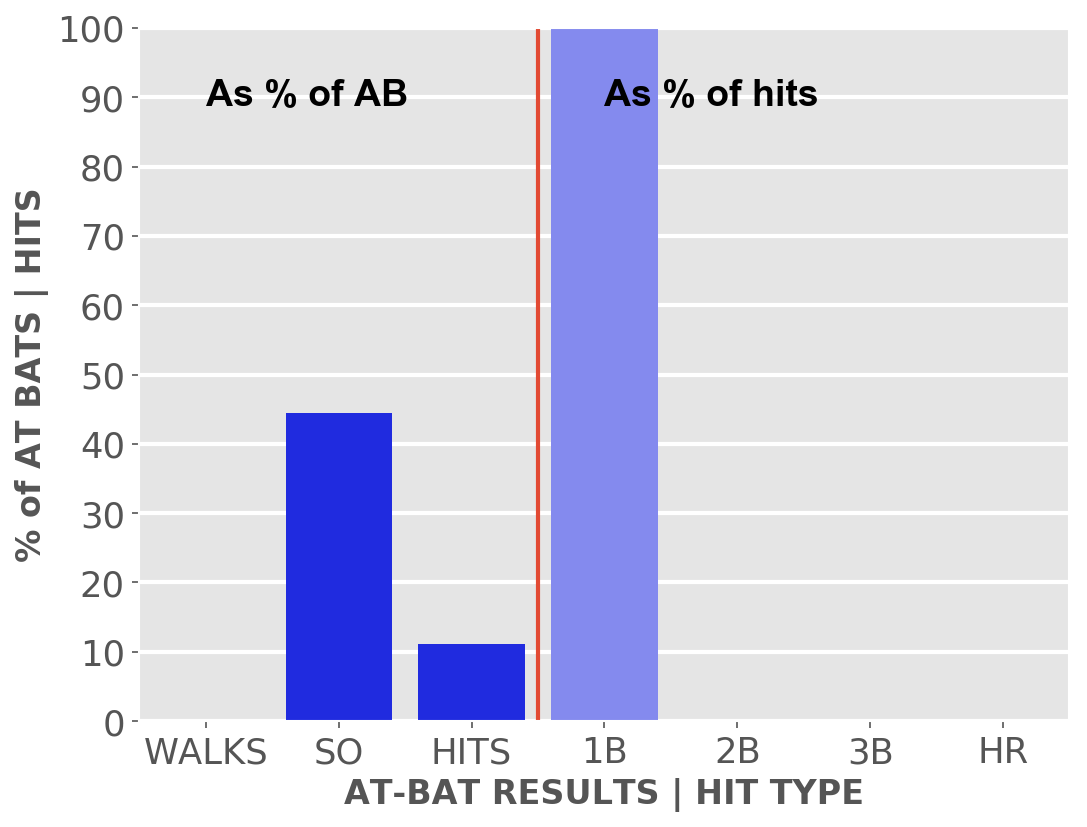 As % of AB
As % of hits
% of AT BATS | HITS
100
90
80
70
60
50
40
30
20
10
0
WALKS SO HITS 1B 2B 3B HR
AT-BAT RESULTS | HIT TYPE